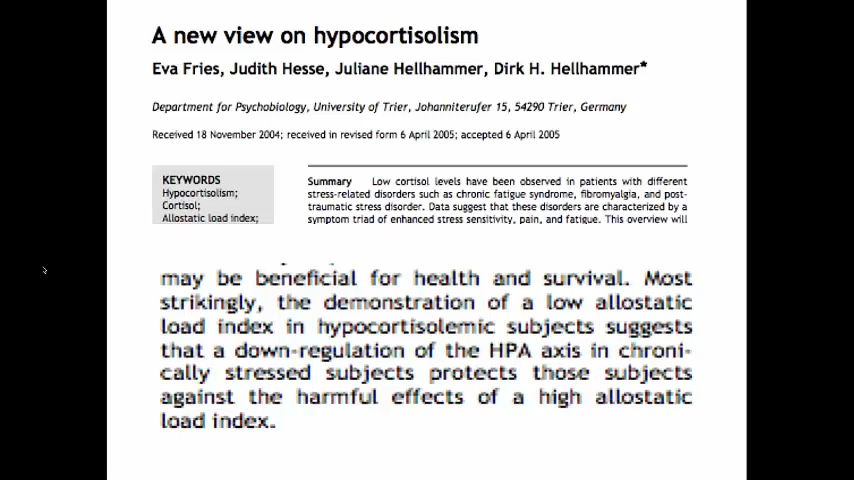 A new view on hypocortisolism
Eva Fries, Judith Hesse, Juliane Hellhammer, Dirk H. Hellhammer*
Department for Psychobiology, University of Trier, Johanniterufer 15, 54290 Trier, Germany
Received 18 November 2004; received in revised form 6 April 2005; accepted 6 April 2005
KEYWORDS
Hypocortisolism;
Cortisol;
Allostatic load index;
Summary Low cortisol levels have been observed in patients with different
stress-related disorders such as chronic fatigue syndrome, fibromyalgia, and post-
traumatic stress disorder. Data suggest that these disorders are characterized by a
symptom triad of enhanced stress sensitivity, pain, and fatigue. This overview will
may be beneficial for health and survival. Most
strikingly, the demonstration of a low allostatic
load index in hypocortisolemic subjects suggests
that a down-regulation of the HPA axis in chroni-
cally stressed subjects protects those subjects
against the harmful effects of a high allostatic
load index.